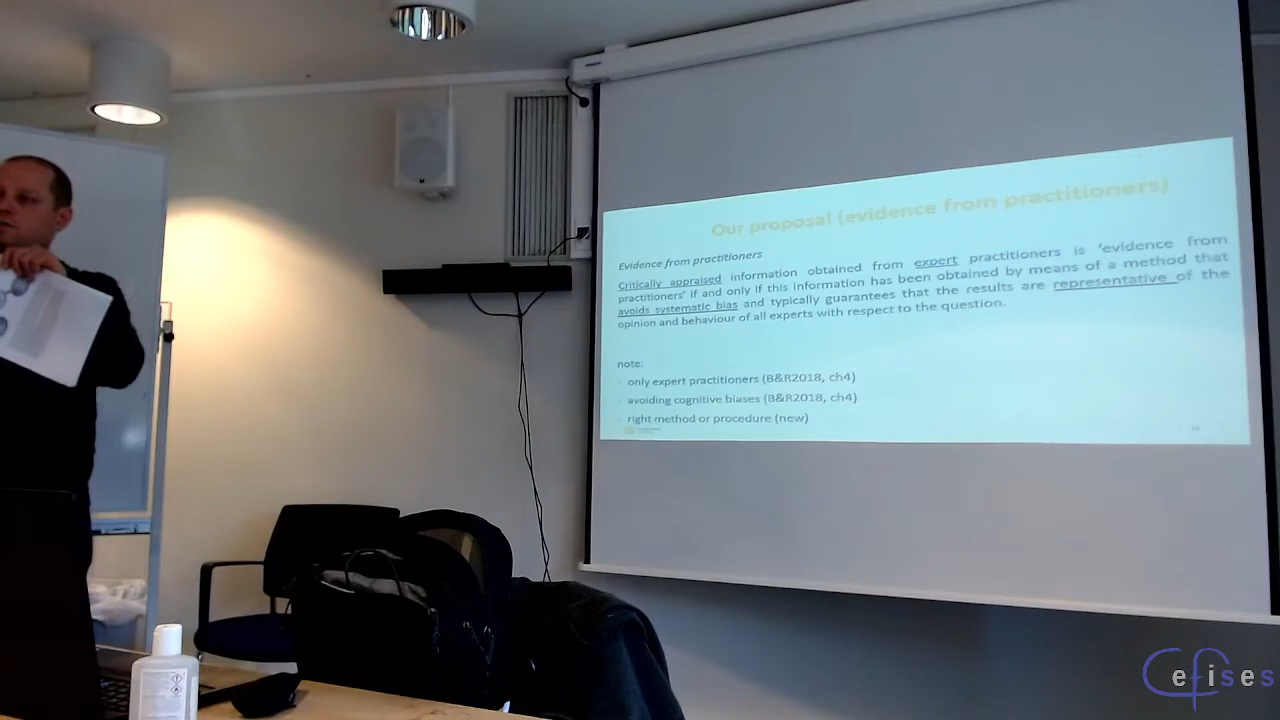 Our proposal (evidence from practitioners)
Evidence from practitioners
Critically appraised information obtained from expert practitioners is ‘evidence from
practitioners’ if and only if this information has been obtained by means of a method that
avoids systematic bias and typically guarantees that the results are representative of the
opinion and behaviour of all experts with respect to the question.
note:
only expert practitioners (B&R2018, ch4)
avoiding cognitive biases (B&R2018, ch4)
right method or procedure (new)
Cefises